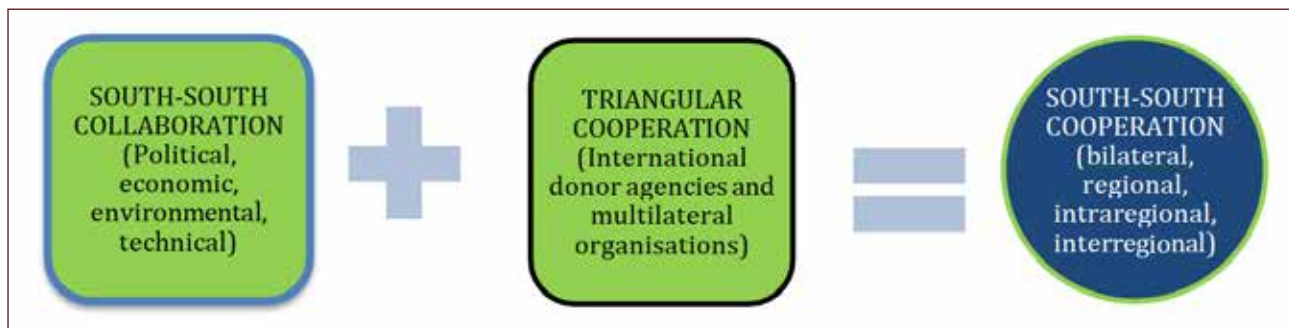 SOUTH-SOUTH
COLLABORATION
(Political,
economic,
environmental,
technical)
TRIANGULAR
COOPERATION
(International
donor agencies and
multilateral
organisations)
SOUTH-SOUTH
COOPERATION
(bilateral,
regional,
intraregional,
interregional)